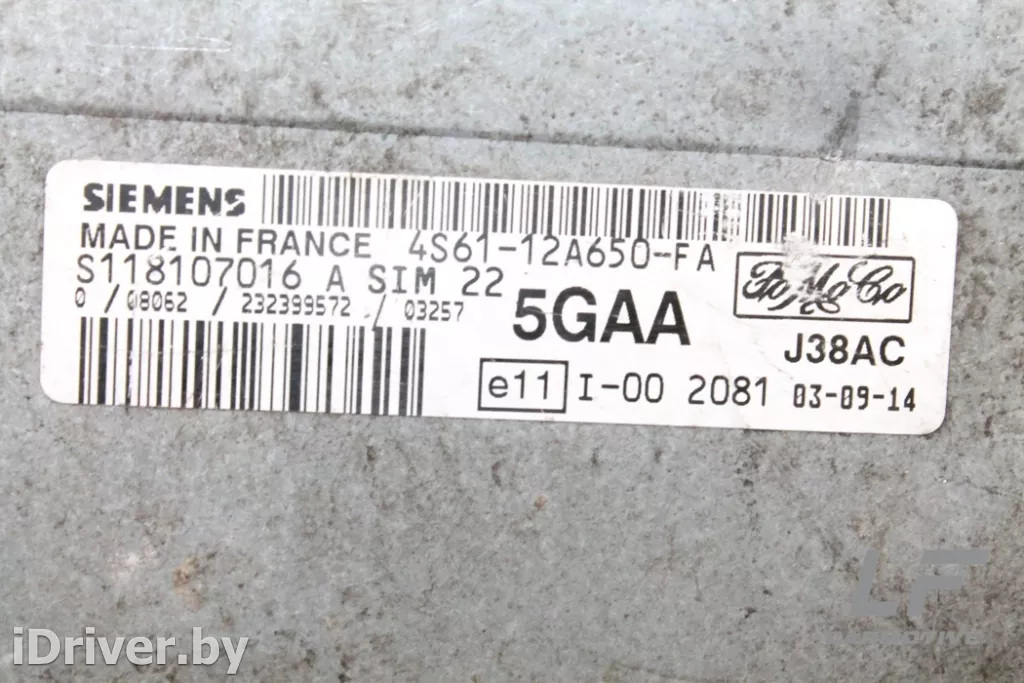 SIEMENS
MADE IN FRANCE 4S61-12A650-FA
S118107016 A SIM 22
0 / 08062 / 232399572 / 03257
5GAA
FoMoCo
J38AC
e11 I-00 2081 03-09-14
LF
iDriver.by